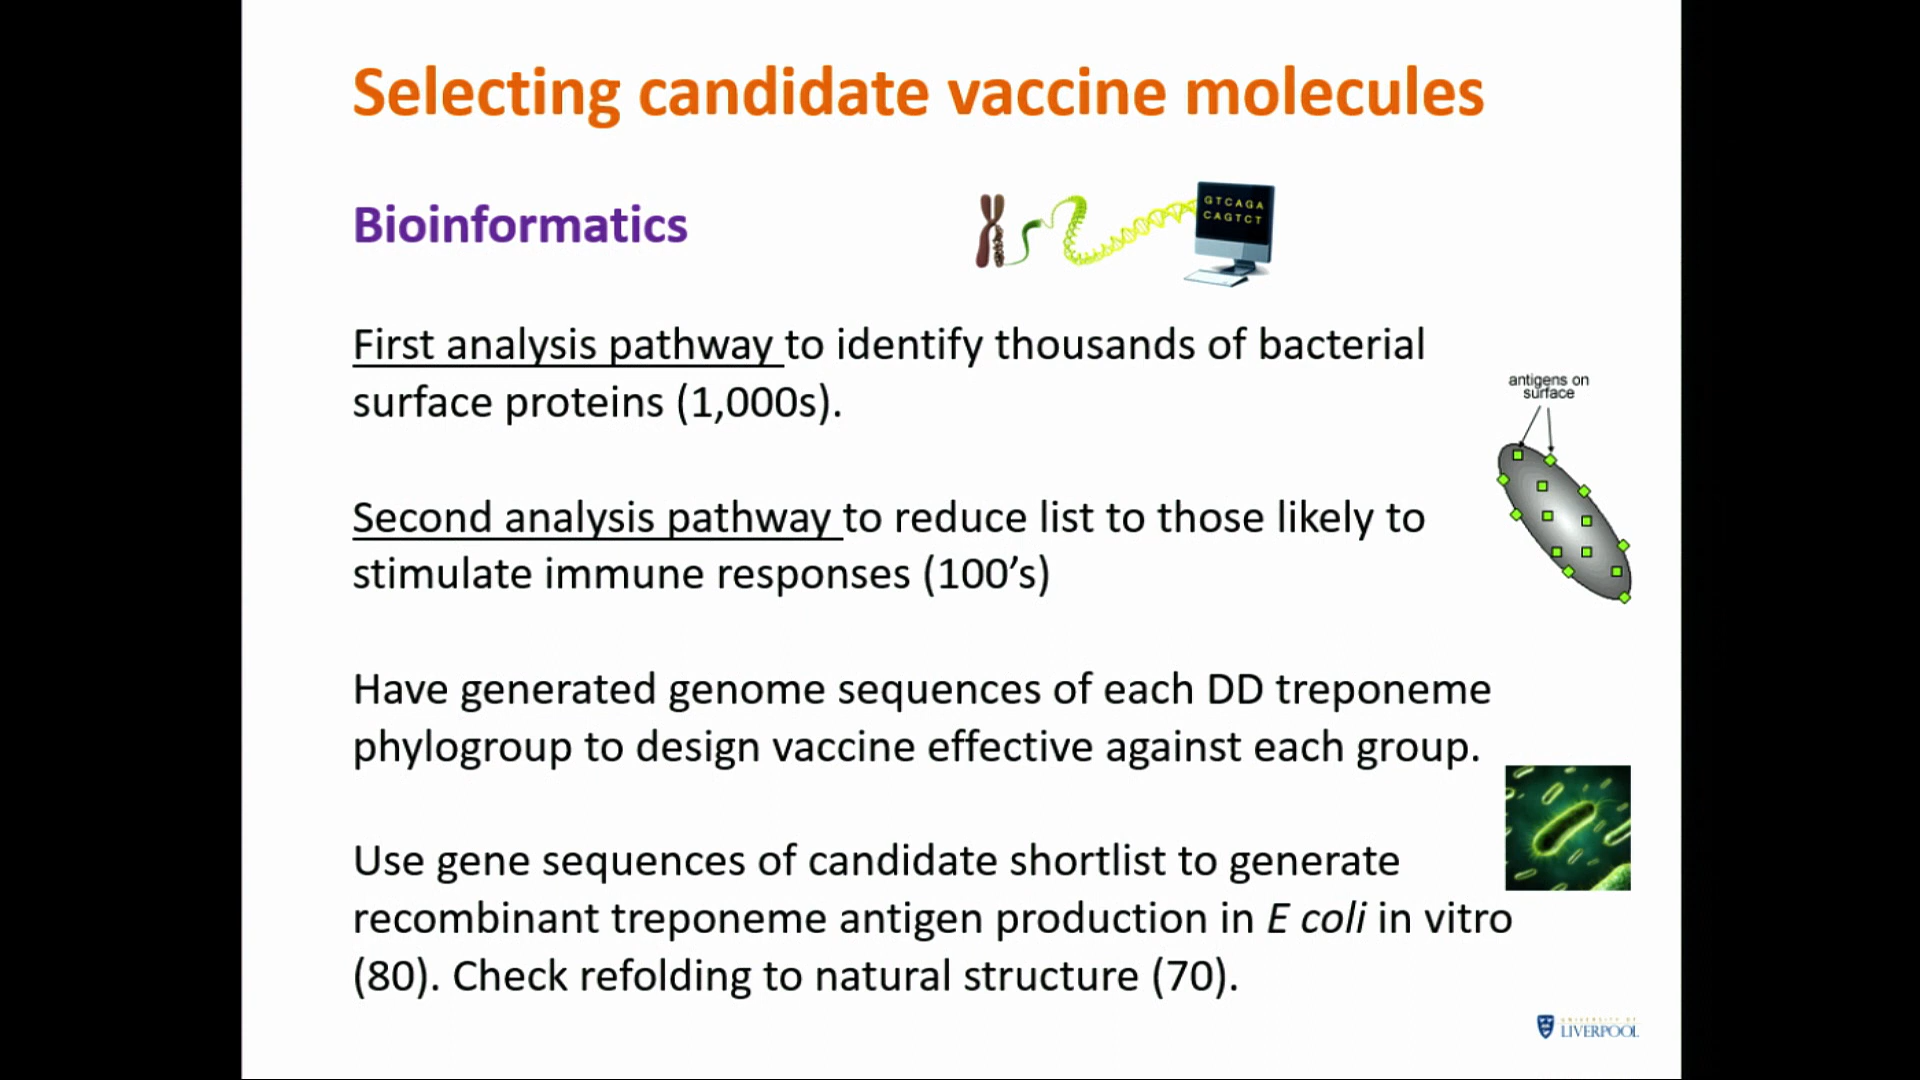 Selecting candidate vaccine molecules
Bioinformatics
GTCAGA
CAGTCT
First analysis pathway to identify thousands of bacterial
surface proteins (1,000s).
antigens on
surface
Second analysis pathway to reduce list to those likely to
stimulate immune responses (100’s)
Have generated genome sequences of each DD treponeme
phylogroup to design vaccine effective against each group.
Use gene sequences of candidate shortlist to generate
recombinant treponeme antigen production in E coli in vitro
(80). Check refolding to natural structure (70).
UNIVERSITY OF
LIVERPOOL